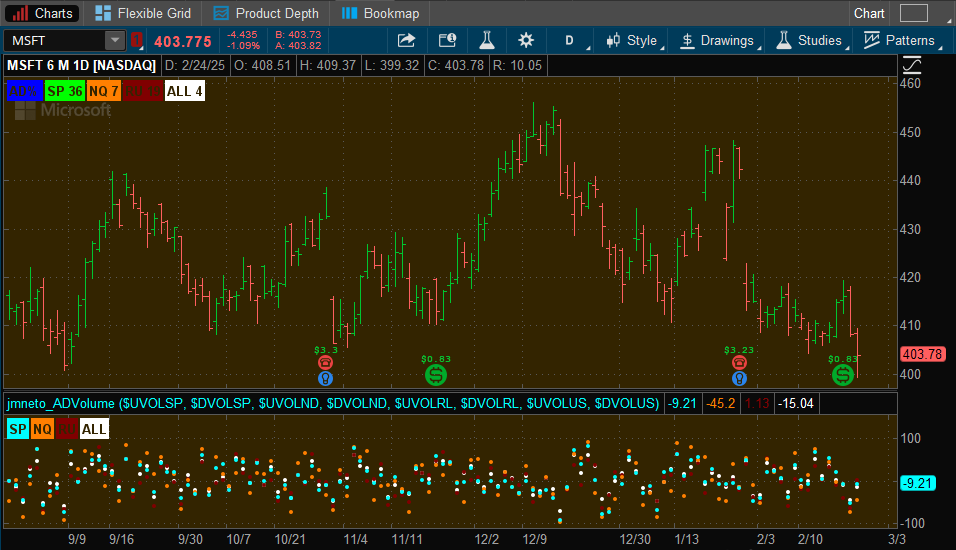 Charts Flexible Grid Product Depth Bookmap Chart
MSFT 1 403.775 -4.435 -1.09% B: 403.73 A: 403.82 D Style Drawings Studies Patterns
MSFT 6 M 1D [NASDAQ] D: 2/24/25 O: 408.51 H: 409.37 L: 399.32 C: 403.78 R: 10.05
SP 36 NQ 7 ALL 4
Microsoft
460
450
440
430
420
410
403.78
400
$3.3 $0.83 $3.23 $0.83
jmneto_ADVolume ($UVOLSP, $DVOLSP, $UVOLND, $DVOLND, $UVOLRL, $DVOLRL, $UVOLUS, $DVOLUS) -9.21 -45.2 1.13 -15.04
SP NQ ALL
100
-9.21
-100
9/9 9/16 9/30 10/7 10/21 11/4 11/11 12/2 12/9 12/30 1/13 2/3 2/10 3/3